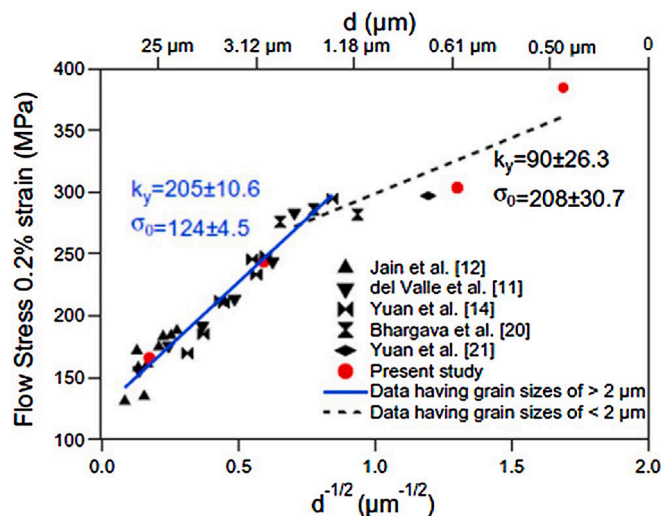 d (µm)
25 µm 3.12 µm 1.18 µm 0.61 µm 0.50 µm 0
400
350
300
250
200
150
100
Flow Stress 0.2% strain (MPa)
k_y=205±10.6
σ_0=124±4.5
k_y=90±26.3
σ_0=208±30.7
Jain et al. [12]
del Valle et al. [11]
Yuan et al. [14]
Bhargava et al. [20]
Yuan et al. [21]
Present study
Data having grain sizes of > 2 µm
Data having grain sizes of < 2 µm
0.0 0.5 1.0 1.5 2.0
d^-1/2 (µm^-1/2)